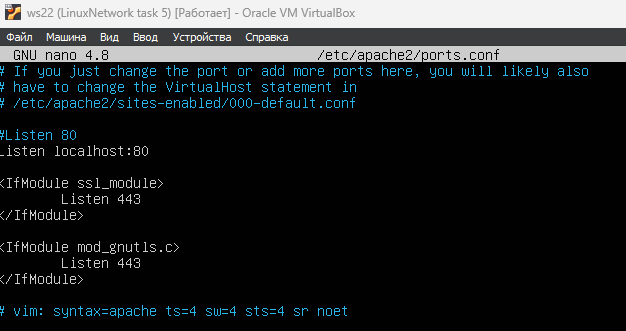 ws22 (LinuxNetwork task 5) [Работает] - Oracle VM VirtualBox
Файл Машина Вид Ввод Устройства Справка
GNU nano 4.8 /etc/apache2/ports.conf
# If you just change the port or add more ports here, you will likely also
# have to change the VirtualHost statement in
# /etc/apache2/sites-enabled/000-default.conf
#Listen 80
Listen localhost:80
<IfModule ssl_module>
Listen 443
</IfModule>
<IfModule mod_gnutls.c>
Listen 443
</IfModule>
# vim: syntax=apache ts=4 sw=4 sts=4 sr noet